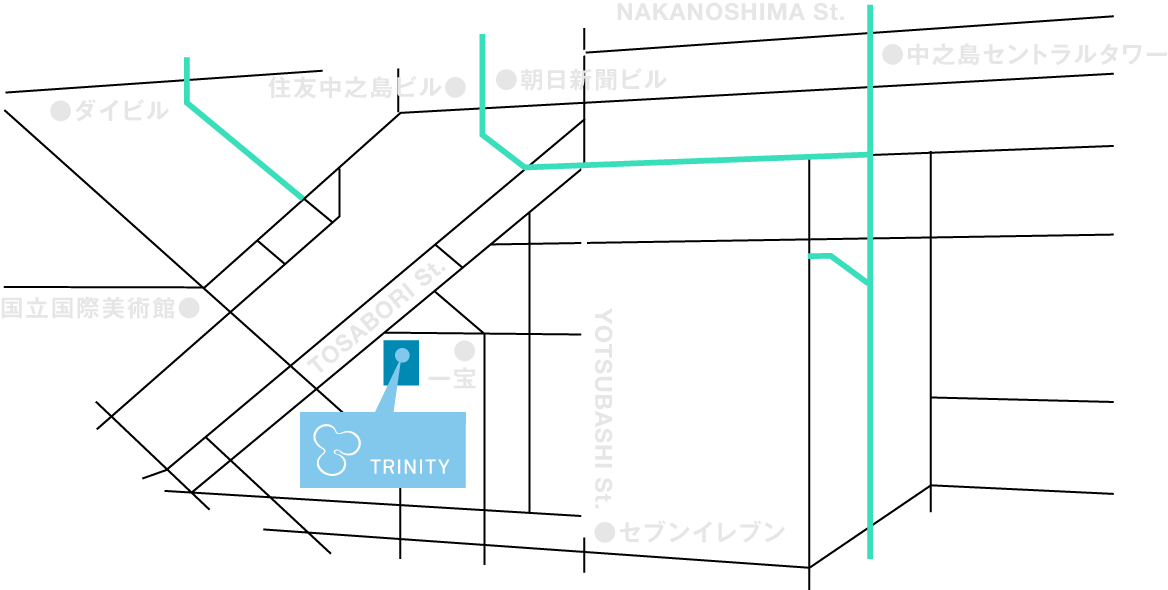 NAKANOSHIMA St.
中之島セントラルタワー
朝日新聞ビル
住友中之島ビル
ダイビル
TOSABORI St.
国立国際美術館
YOTSUBASHI St.
一宝
TRINITY
セブンイレブン